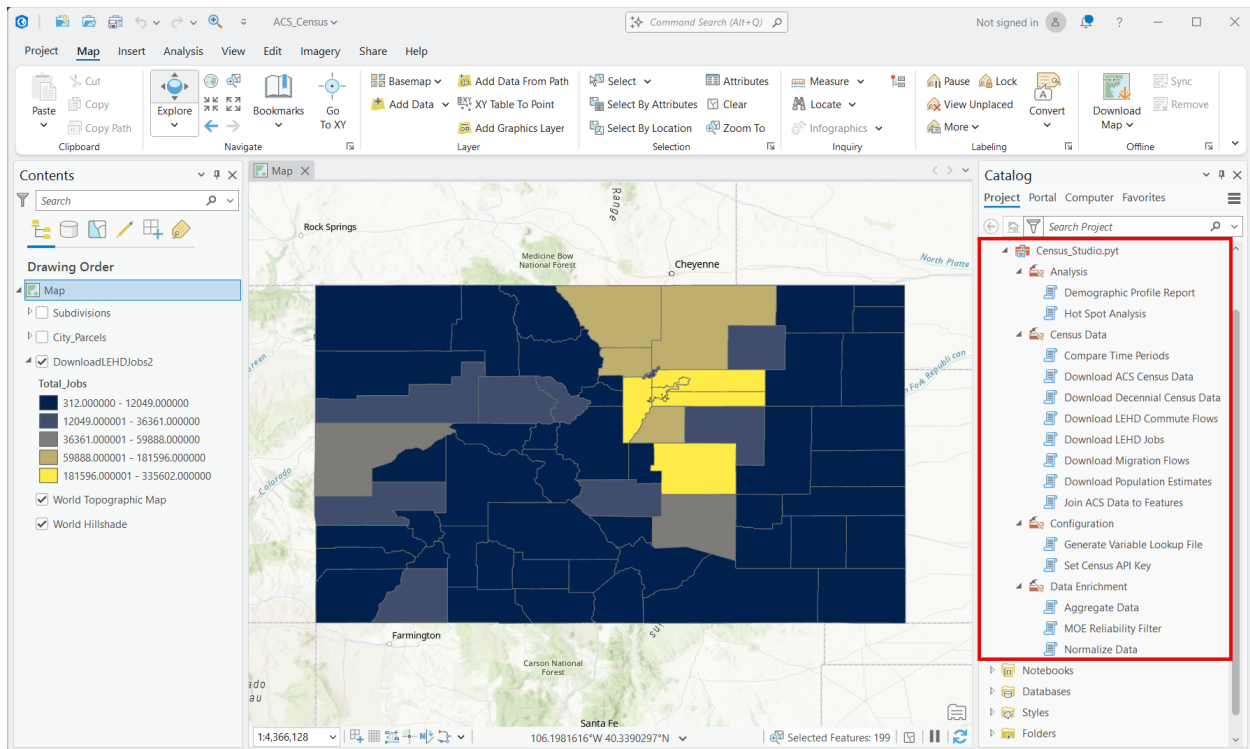 ACS_Census
Command Search (Alt+Q)
Not signed in
?
Project Map Insert Analysis View Edit Imagery Share Help
Paste
Cut
Copy
Copy Path
Clipboard
Explore
Bookmarks
Go To XY
Navigate
Basemap
Add Data
Add Data From Path
XY Table To Point
Add Graphics Layer
Layer
Select
Select By Attributes
Select By Location
Attributes
Clear
Zoom To
Selection
Measure
Locate
Infographics
Inquiry
Pause
Lock
View Unplaced
More
Convert
Labeling
Download Map
Sync
Remove
Offline
Contents
Search
Drawing Order
Map
Subdivisions
City_Parcels
DownloadLEHDJobs2
Total_Jobs
312.000000 - 12049.000000
12049.000001 - 36361.000000
36361.000001 - 59888.000000
59888.000001 - 181596.000000
181596.000001 - 335602.000000
World Topographic Map
World Hillshade
Map
Range
Rock Springs
Medicine Bow
National Forest
Cheyenne
North Platte
Colorado
Farmington
Carson National
Forest
Santa Fe
1:4,366,128
106.1981616°W 40.3390297°N
Selected Features: 199
Catalog
Project Portal Computer Favorites
Search Project
Census_Studio.pyt
Analysis
Demographic Profile Report
Hot Spot Analysis
Census Data
Compare Time Periods
Download ACS Census Data
Download Decennial Census Data
Download LEHD Commute Flows
Download LEHD Jobs
Download Migration Flows
Download Population Estimates
Join ACS Data to Features
Configuration
Generate Variable Lookup File
Set Census API Key
Data Enrichment
Aggregate Data
MOE Reliability Filter
Normalize Data
Notebooks
Databases
Styles
Folders